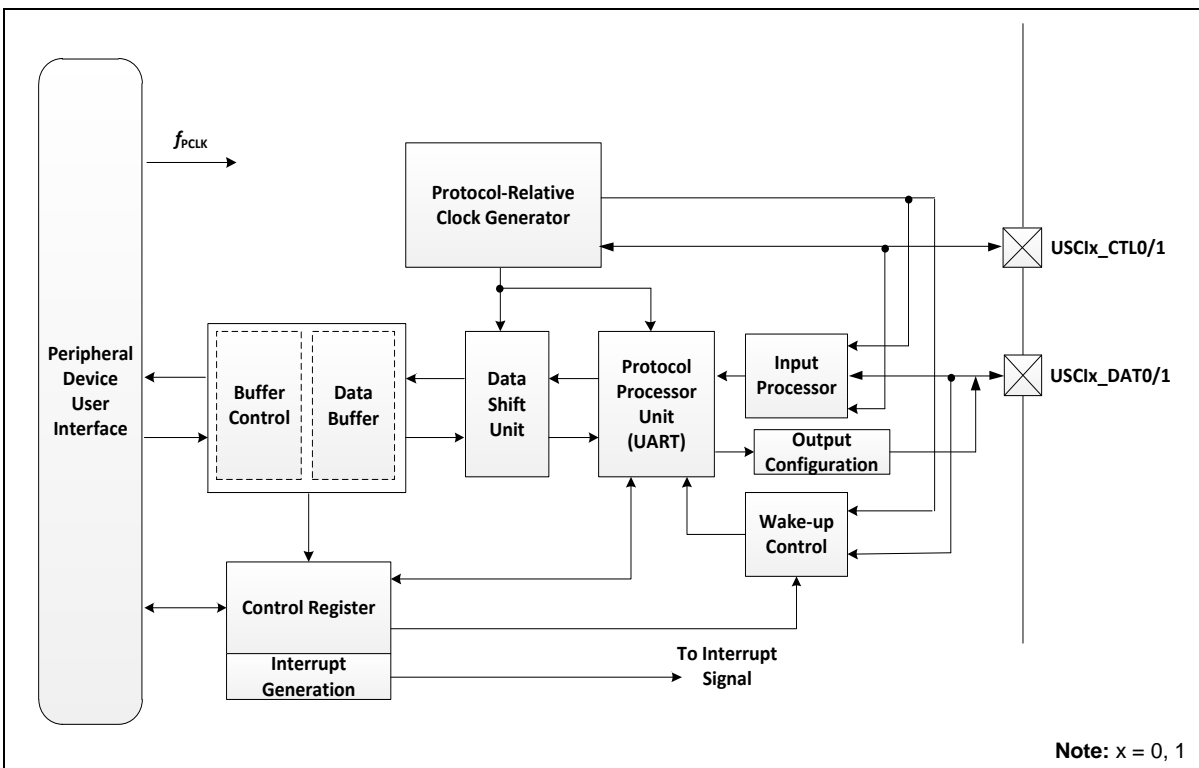 fPCLK
Protocol-Relative
Clock Generator
USCIx_CTL0/1
Peripheral
Device
User
Interface
Buffer
Control
Data
Buffer
Data
Shift
Unit
Protocol
Processor
Unit
(UART)
Input
Processor
USCIx_DAT0/1
Output
Configuration
Wake-up
Control
Control Register
Interrupt
Generation
To Interrupt
Signal
Note: x = 0, 1